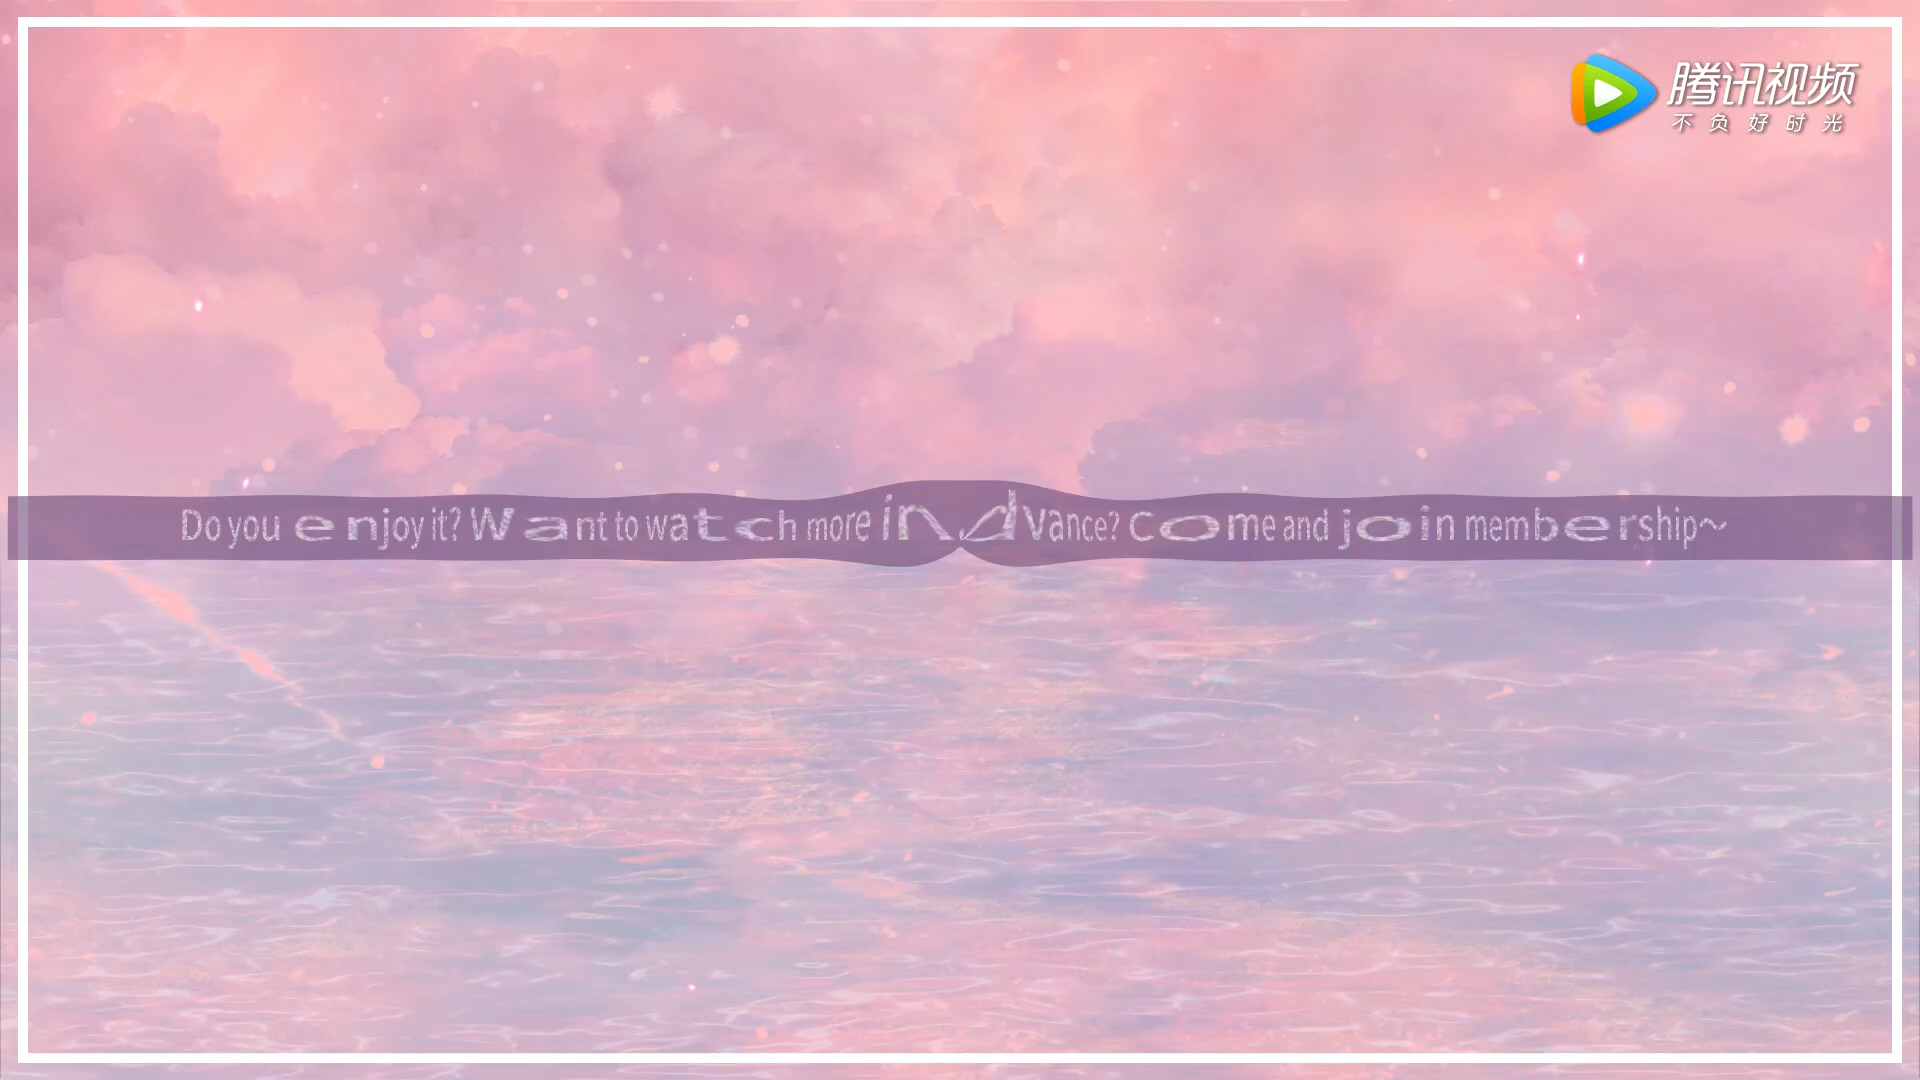 腾讯视频
不负好时光
Do you enjoy it? Want to watch more in advance? Come and join membership~